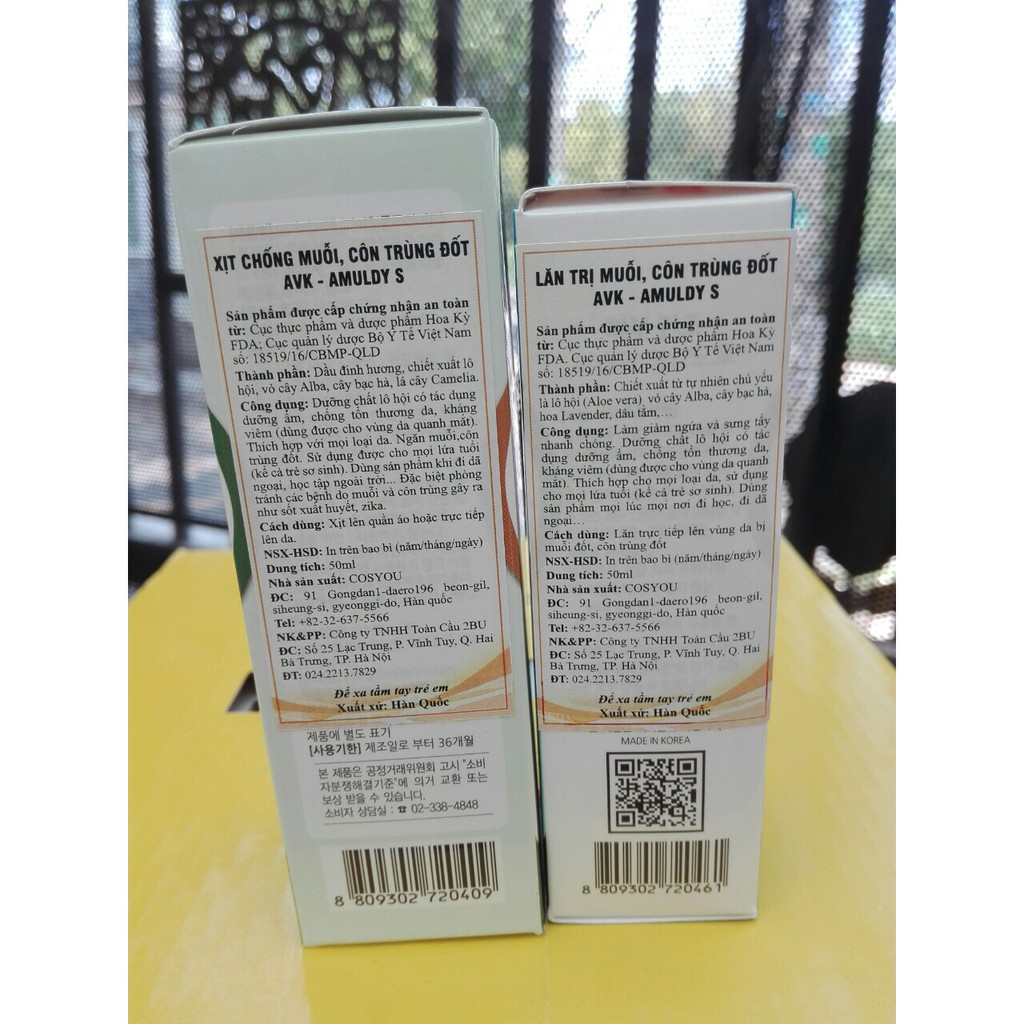 XỊT CHỐNG MUỖI, CÔN TRÙNG ĐỐT
AVK - AMULDY S
Sản phẩm được cấp chứng nhận an toàn
từ: Cục thực phẩm và dược phẩm Hoa Kỳ
FDA; Cục quản lý dược Bộ Y Tế Việt Nam
số: 18519/16/CBMP-QLD
Thành phần: Dầu đinh hương, chiết xuất lô
hội, vỏ cây Alba, cây bạc hà, lá cây Camelia.
Công dụng: Dưỡng chất lô hội có tác dụng
dưỡng ẩm, chống tổn thương da, kháng
viêm (dùng được cho vùng da quanh mắt).
Thích hợp với mọi loại da. Ngăn muỗi,côn
trùng đốt. Sử dụng được cho mọi lứa tuổi
(kể cả trẻ sơ sinh). Dùng sản phẩm khi đi dã
ngoại, học tập ngoài trời... Đặc biệt phòng
tránh các bệnh do muỗi và côn trùng gây ra
như sốt xuất huyết, zika.
Cách dùng: Xịt lên quần áo hoặc trực tiếp
lên da.
NSX-HSD: In trên bao bì (năm/tháng/ngày)
Dung tích: 50ml
Nhà sản xuất: COSYOU
ĐC: 91 Gongdan1-daero196 beon-gil,
siheung-si, gyeonggi-do, Hàn quốc
Tel: +82-32-637-5566
NK&PP: Công ty TNHH Toàn Cầu 2BU
ĐC: Số 25 Lạc Trung, P. Vĩnh Tuy, Q. Hai
Bà Trưng, TP. Hà Nội
ĐT: 024.2213.7829
Để xa tầm tay trẻ em
Xuất xứ: Hàn Quốc
제품에 별도 표기
[사용기한] 제조일로 부터 36개월
본 제품은 공정거래위원회 고시 "소비
자분쟁해결기준"에 의거 교환 또는
보상 받을 수 있습니다.
소비자 상담실 : ☎ 02-338-4848
8 809302 720409
LĂN TRỊ MUỖI, CÔN TRÙNG ĐỐT
AVK - AMULDY S
Sản phẩm được cấp chứng nhận an toàn
từ: Cục thực phẩm và dược phẩm Hoa Kỳ
FDA. Cục quản lý dược Bộ Y Tế Việt Nam
số: 18519/16/CBMP-QLD
Thành phần: Chiết xuất từ tự nhiên chủ yếu
là lô hội (Aloe vera), vỏ cây Alba, cây bạc hà,
hoa Lavender, dâu tằm,...
Công dụng: Làm giảm ngứa và sưng tấy
nhanh chóng. Dưỡng chất lô hội có tác
dụng dưỡng ẩm, chống tổn thương da,
kháng viêm (dùng được cho vùng da quanh
mắt). Thích hợp cho mọi loại da, sử dụng
cho mọi lứa tuổi (kể cả trẻ sơ sinh). Dùng
sản phẩm mọi lúc mọi nơi đi học, đi dã
ngoại...
Cách dùng: Lăn trực tiếp lên vùng da bị
muỗi đốt, côn trùng đốt
NSX-HSD: In trên bao bì (năm/tháng/ngày)
Dung tích: 50ml
Nhà sản xuất: COSYOU
ĐC: 91 Gongdan1-daero196 beon-gil,
siheung-si, gyeonggi-do, Hàn quốc
Tel: +82-32-637-5566
NK&PP: Công ty TNHH Toàn Cầu 2BU
ĐC: Số 25 Lạc Trung, P. Vĩnh Tuy, Q. Hai
Bà Trưng, TP. Hà Nội
ĐT: 024.2213.7829
Để xa tầm tay trẻ em
Xuất xứ: Hàn Quốc
MADE IN KOREA
8 809302 720461